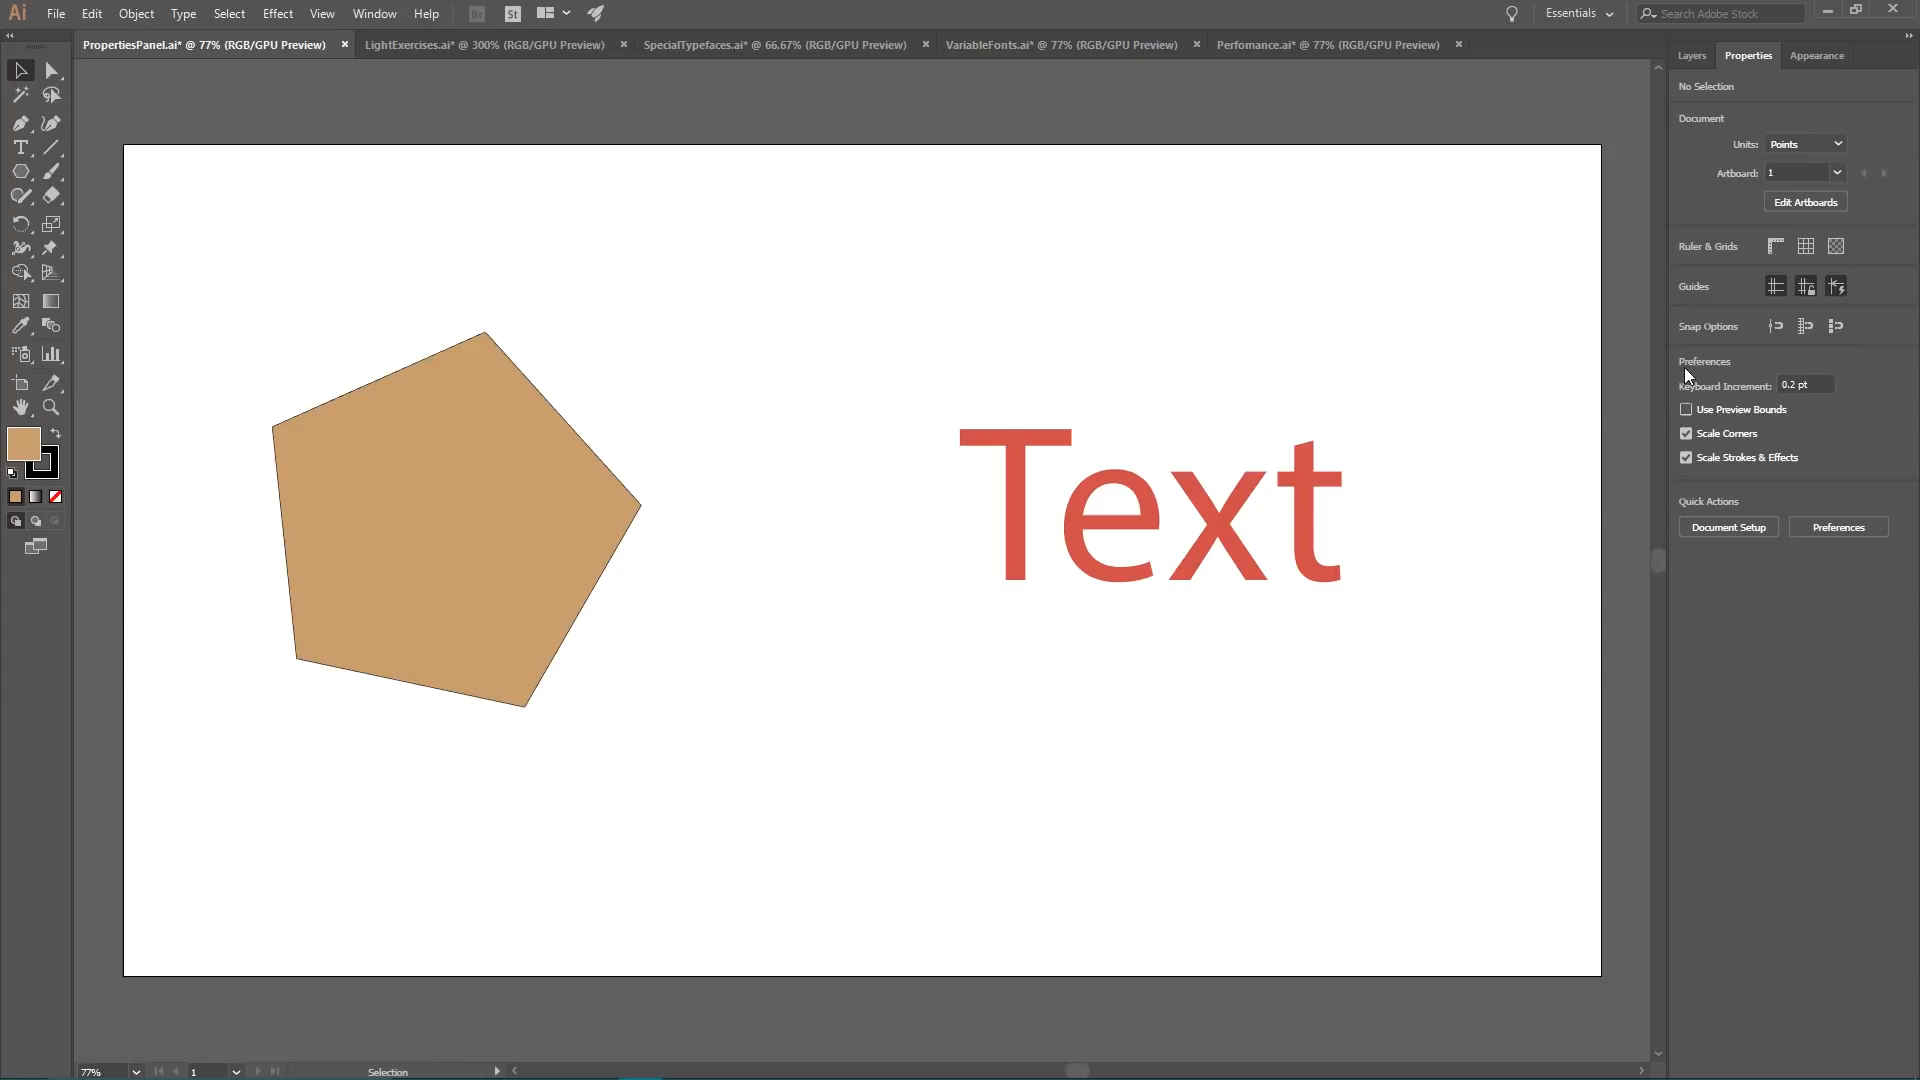 Ai File Edit Object Type Select Effect View Window Help Br St Essentials Search Adobe Stock
PropertiesPanel.ai* @ 77% (RGB/GPU Preview) × LightExercises.ai* @ 300% (RGB/GPU Preview) × SpecialTypefaces.ai* @ 66.67% (RGB/GPU Preview) × VariableFonts.ai* @ 77% (RGB/GPU Preview) × Perfomance.ai* @ 77% (RGB/GPU Preview) ×
Layers Properties Appearance
No Selection
Document
Units: Points
Artboard: 1
Edit Artboards
Ruler & Grids
Guides
Snap Options
Preferences
Keyboard Increment: 0.2 pt
Use Preview Bounds
Scale Corners
Scale Strokes & Effects
Quick Actions
Document Setup Preferences
Text
77% 1 Selection